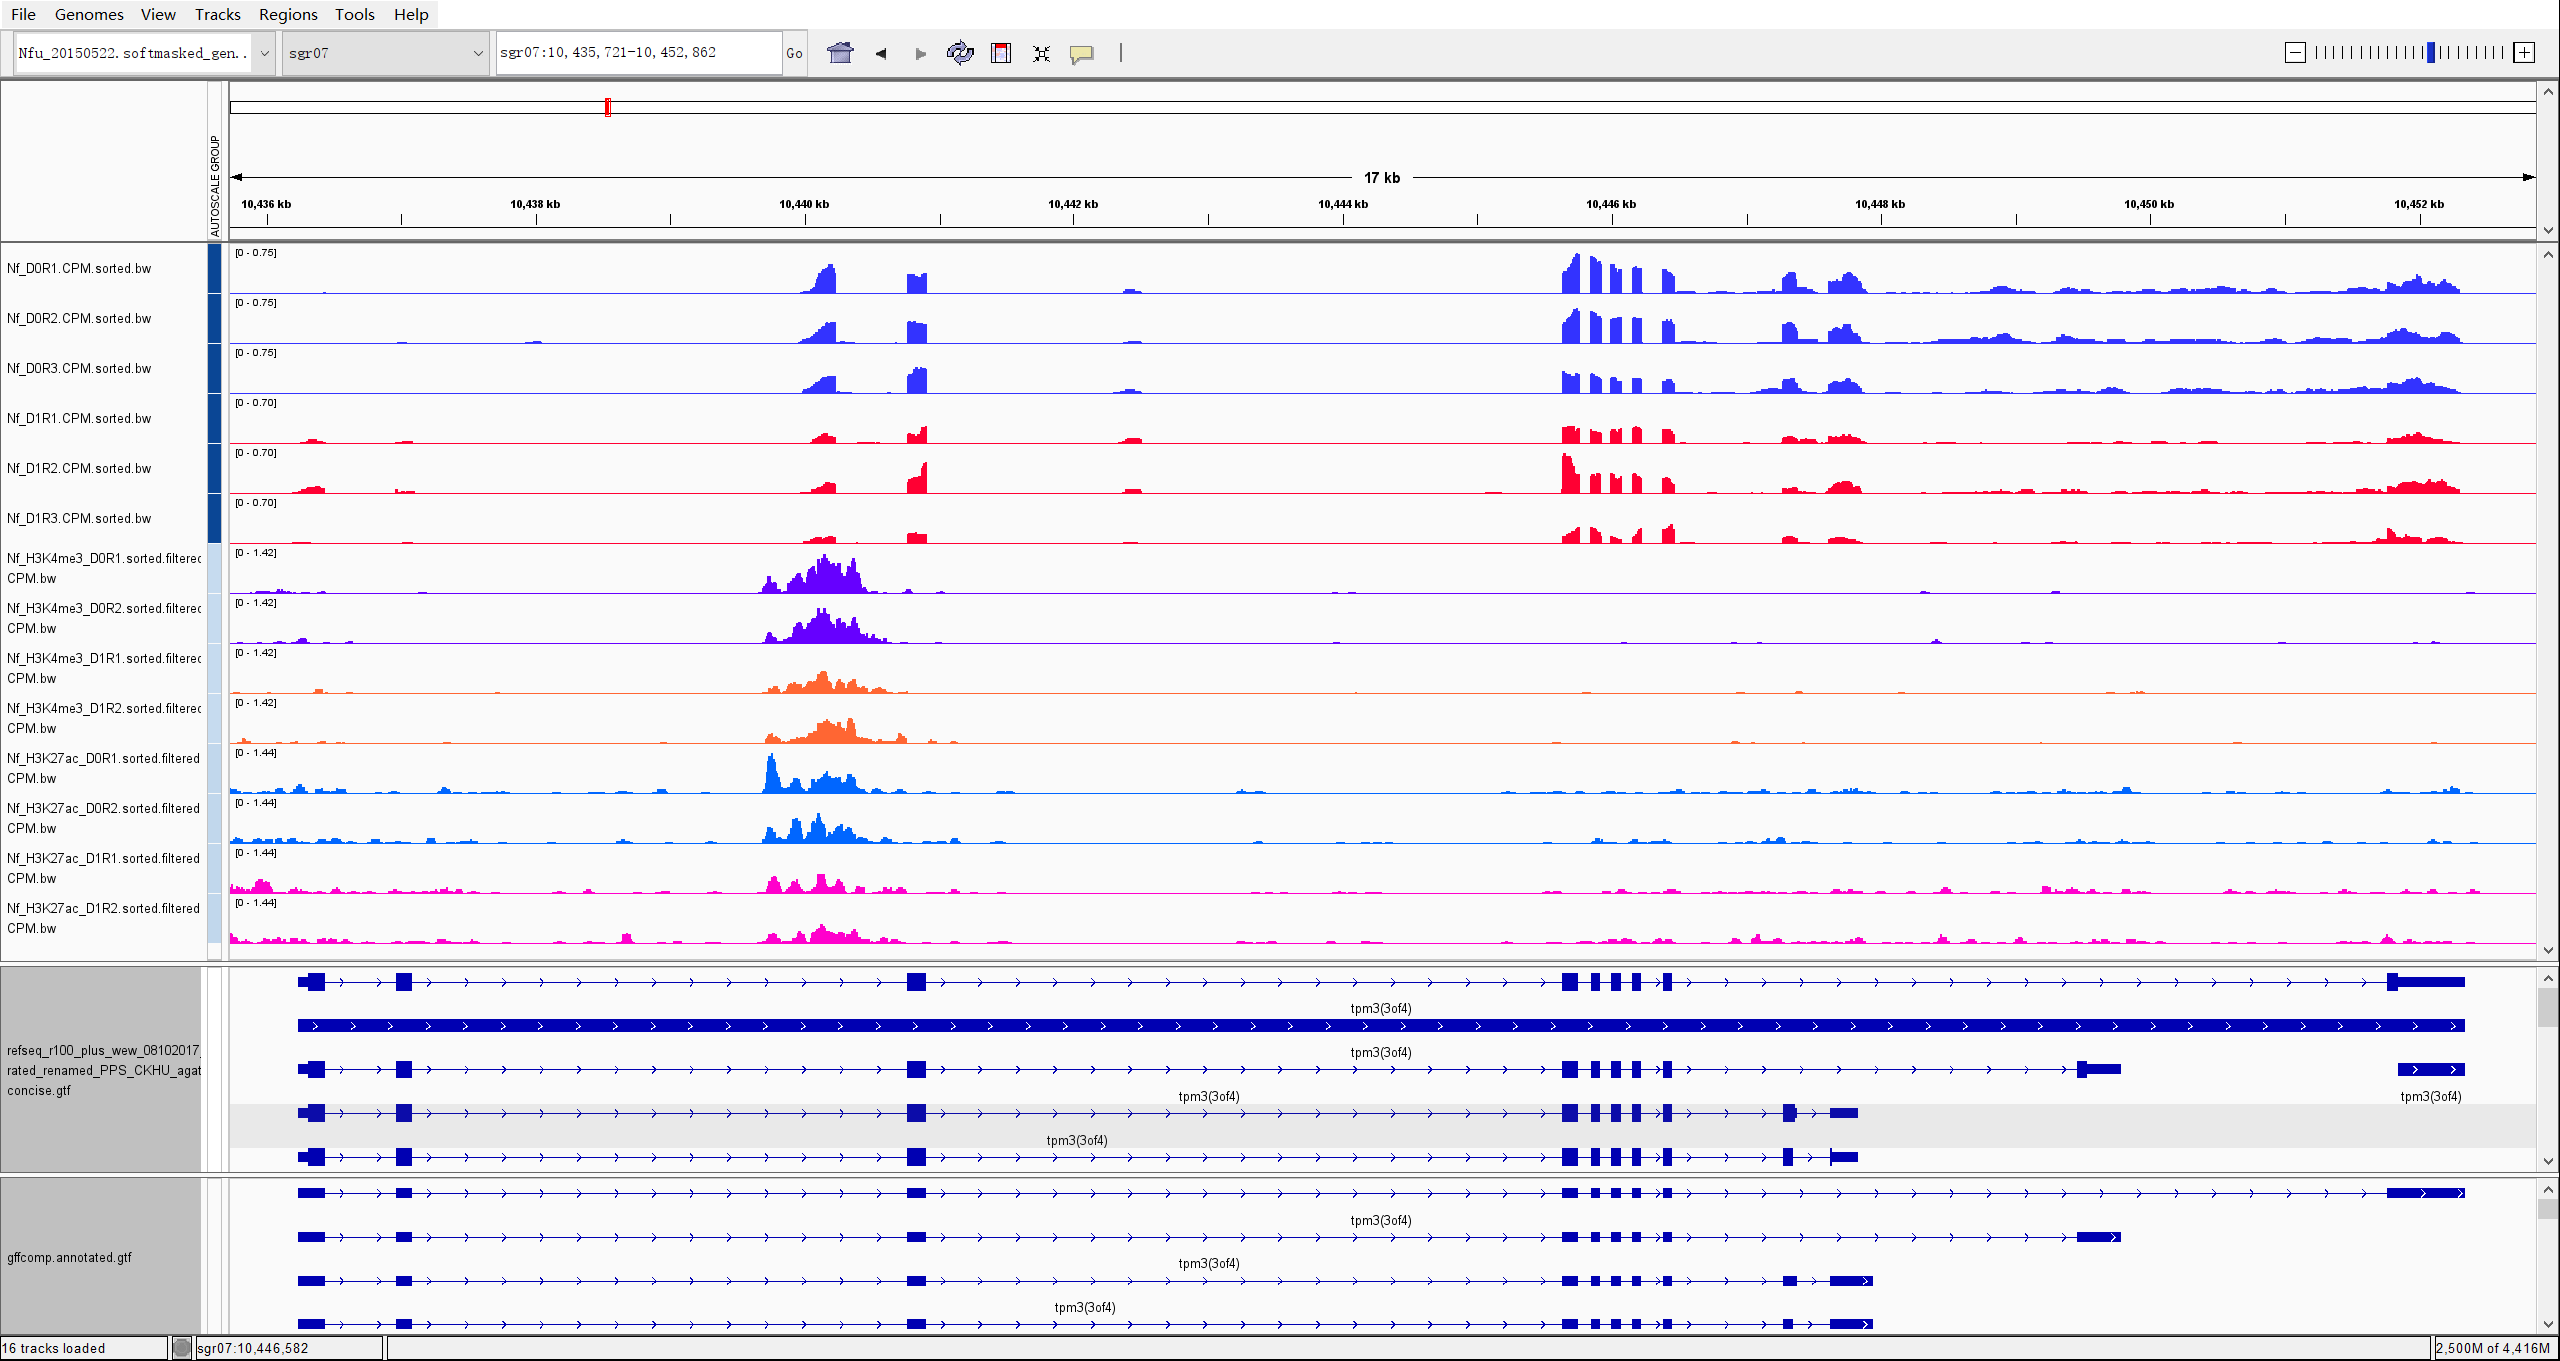 File Genomes View Tracks Regions Tools Help
Nfu_20150522.softmasked_gen.. sgr07 sgr07:10,435,721-10,452,862 Go
AUTOSCALE GROUP
17 kb
10,436 kb 10,438 kb 10,440 kb 10,442 kb 10,444 kb 10,446 kb 10,448 kb 10,450 kb 10,452 kb
[0 - 0.75]
Nf_D0R1.CPM.sorted.bw
[0 - 0.75]
Nf_D0R2.CPM.sorted.bw
[0 - 0.75]
Nf_D0R3.CPM.sorted.bw
[0 - 0.70]
Nf_D1R1.CPM.sorted.bw
[0 - 0.70]
Nf_D1R2.CPM.sorted.bw
[0 - 0.70]
Nf_D1R3.CPM.sorted.bw
[0 - 1.42]
Nf_H3K4me3_D0R1.sorted.filtered
CPM.bw
[0 - 1.42]
Nf_H3K4me3_D0R2.sorted.filtered
CPM.bw
[0 - 1.42]
Nf_H3K4me3_D1R1.sorted.filtered
CPM.bw
[0 - 1.42]
Nf_H3K4me3_D1R2.sorted.filtered
CPM.bw
[0 - 1.44]
Nf_H3K27ac_D0R1.sorted.filtered
CPM.bw
[0 - 1.44]
Nf_H3K27ac_D0R2.sorted.filtered
CPM.bw
[0 - 1.44]
Nf_H3K27ac_D1R1.sorted.filtered
CPM.bw
[0 - 1.44]
Nf_H3K27ac_D1R2.sorted.filtered
CPM.bw
refseq_r100_plus_wew_08102017_
rated_renamed_PPS_CKHU_agat
concise.gtf
tpm3(3of4)
tpm3(3of4)
tpm3(3of4) tpm3(3of4)
tpm3(3of4)
gffcomp.annotated.gtf
tpm3(3of4)
tpm3(3of4)
tpm3(3of4)
16 tracks loaded sgr07:10,446,582 2,500M of 4,416M